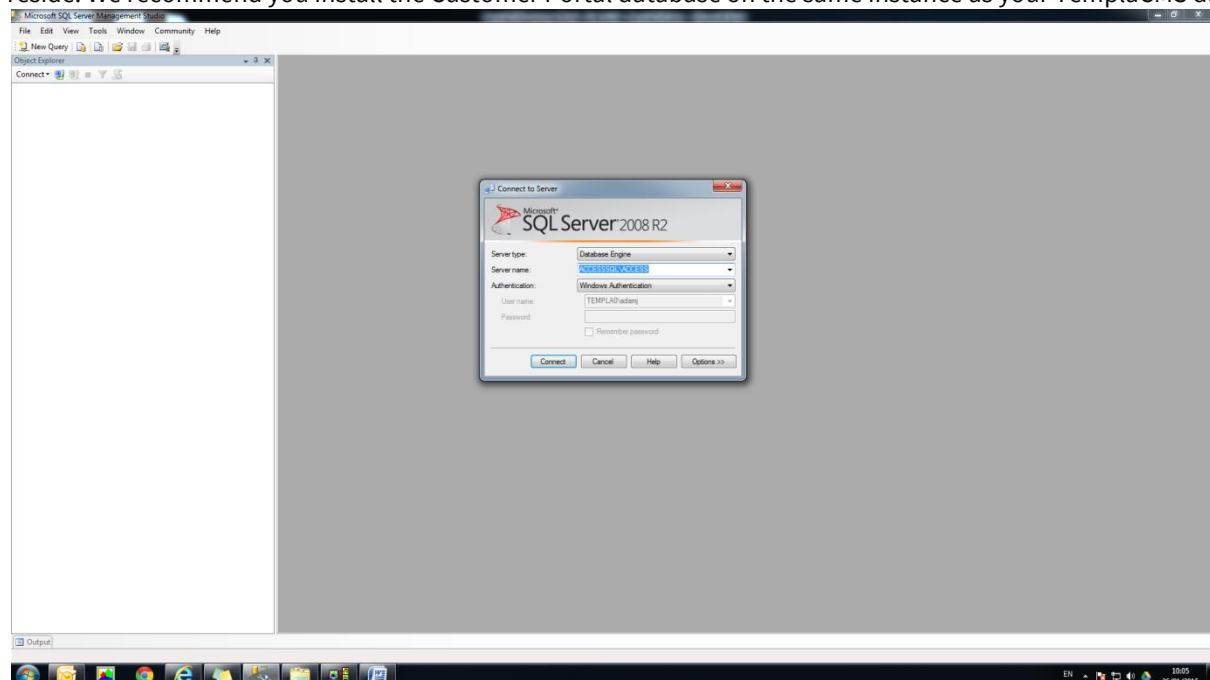 reside. We recommend you install the Customer Portal database on the same instance as your TemplaCMS da
Microsoft SQL Server Management Studio
File Edit View Tools Window Community Help
New Query
Object Explorer
Connect
Connect to Server
Microsoft
SQL Server 2008 R2
Server type: Database Engine
Server name: ACCESSSQL\ACCESS
Authentication: Windows Authentication
User name: TEMPLA0\adamj
Password:
Remember password
Connect Cancel Help Options >>
Output
EN 10:05